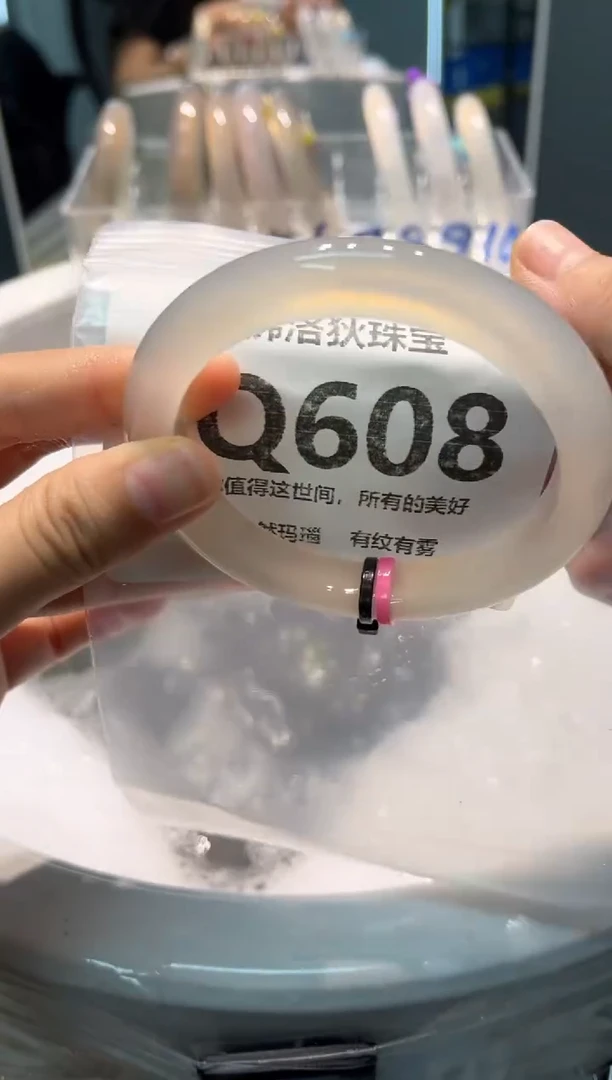 洛狄珠宝
Q608
值得这世间，所有的美好
玛瑙 有纹有雾